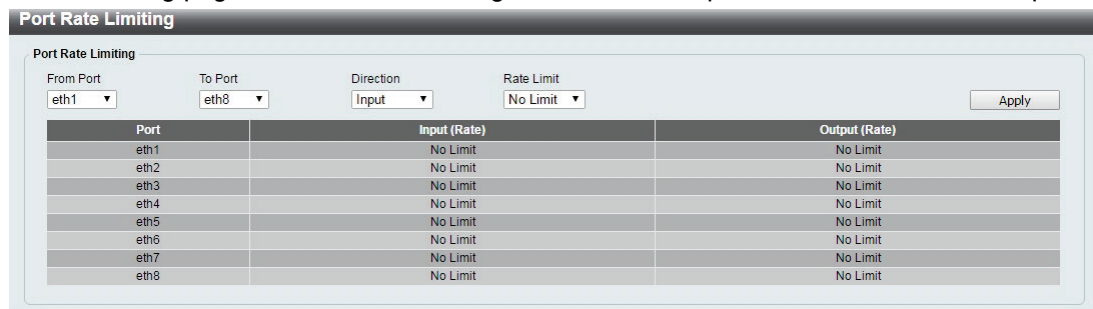 Port Rate Limiting
Port Rate Limiting
From Port To Port Direction Rate Limit
eth1 eth8 Input No Limit Apply
Port Input (Rate) Output (Rate)
eth1 No Limit No Limit
eth2 No Limit No Limit
eth3 No Limit No Limit
eth4 No Limit No Limit
eth5 No Limit No Limit
eth6 No Limit No Limit
eth7 No Limit No Limit
eth8 No Limit No Limit